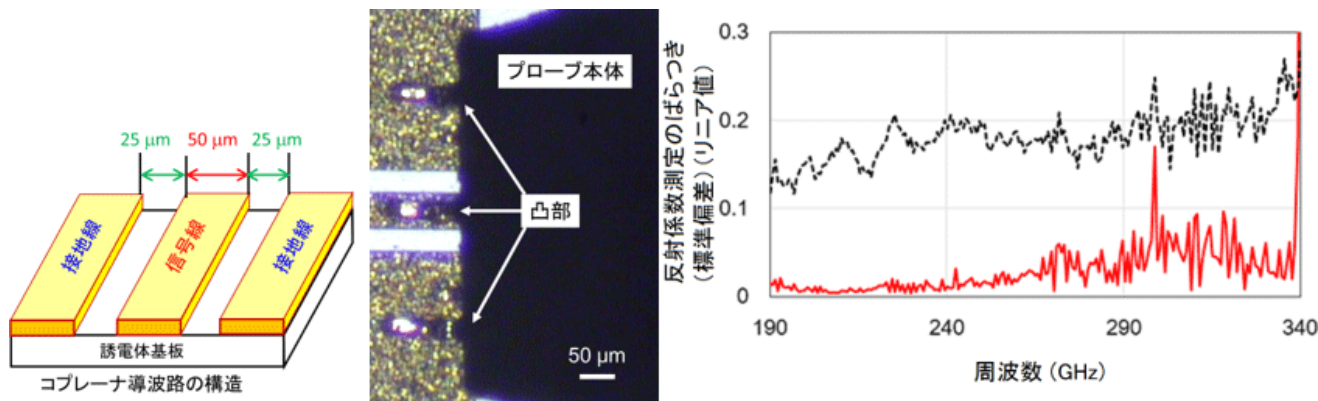 25 μm
50 μm
25 μm
接地線
信号線
接地線
誘電体基板
コプレーナ導波路の構造
プローブ本体
凸部
50 μm
反射係数測定のばらつき
（標準偏差）（リニア値）
0.3
0.2
0.1
0
190
240
290
340
周波数 (GHz)